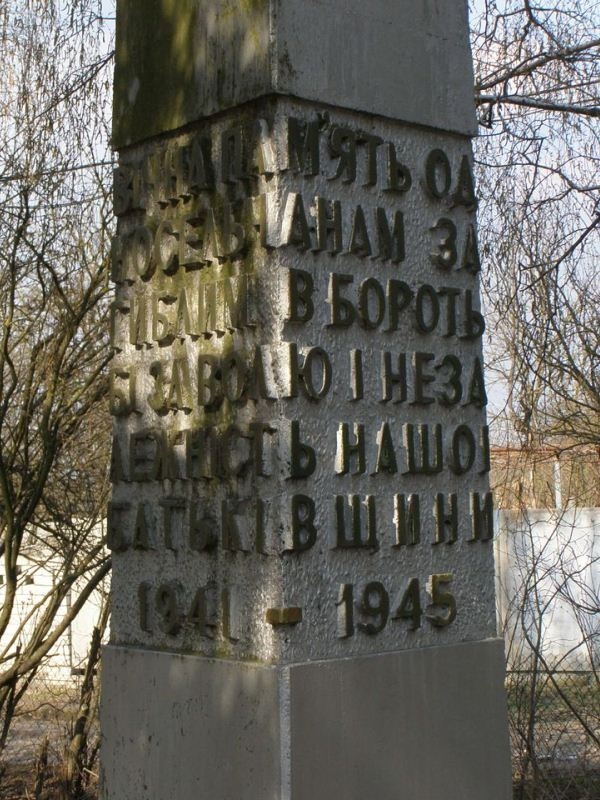 ВІЧНА ПАМ'ЯТЬ ОД
НОСЕЛЬЧАНАМ ЗА
ГИБЛИМ В БОРОТЬ
БІ ЗА ВОЛЮ І НЕЗА
ЛЕЖНІСТЬ НАШОЇ
БАТЬКІВЩИНИ
1941 - 1945